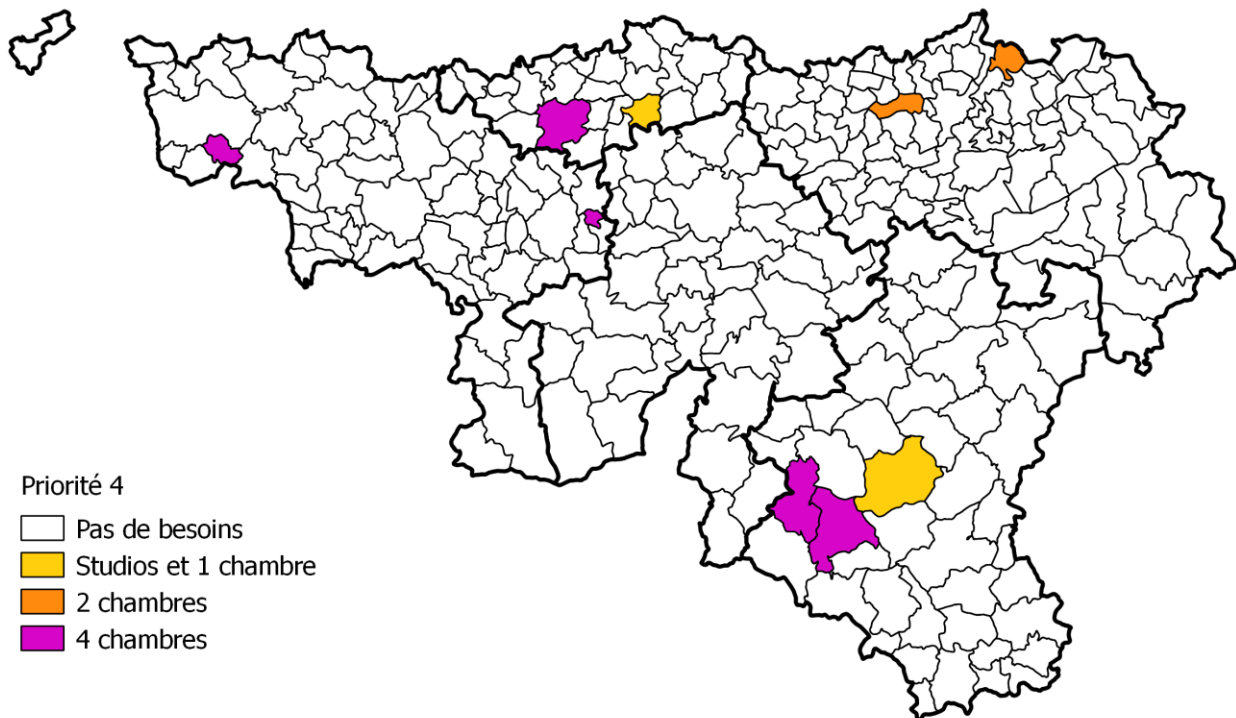 Priorité 4
Pas de besoins
Studios et 1 chambre
2 chambres
4 chambres